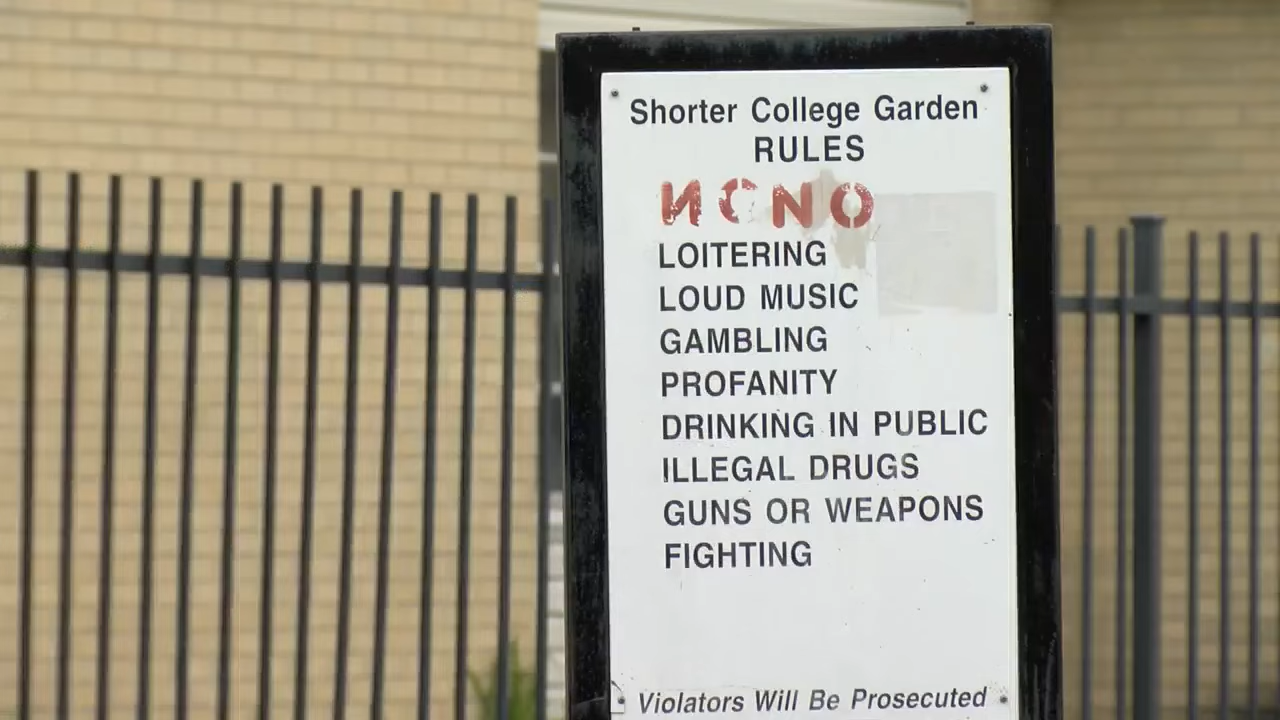 Shorter College Garden
RULES
NO NO
LOITERING
LOUD MUSIC
GAMBLING
PROFANITY
DRINKING IN PUBLIC
ILLEGAL DRUGS
GUNS OR WEAPONS
FIGHTING
Violators Will Be Prosecuted